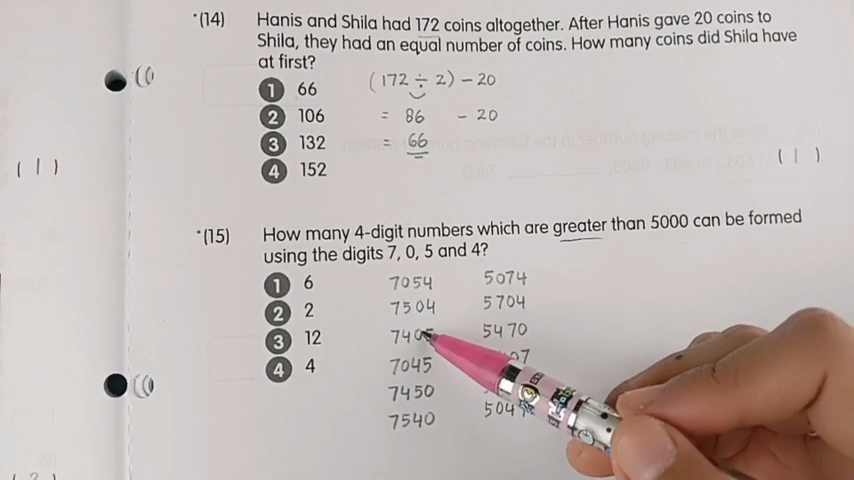 *(14) Hanis and Shila had 172 coins altogether. After Hanis gave 20 coins to
Shila, they had an equal number of coins. How many coins did Shila have
at first?
1 66 (172 ÷ 2) - 20
2 106 = 86 - 20
3 132 = 66
4 152
( 1 )
( 1 )
*(15) How many 4-digit numbers which are greater than 5000 can be formed
using the digits 7, 0, 5 and 4?
1 6 7054 5074
2 2 7504 5704
3 12 7405 5470
4 4 7045
7450
7540 504